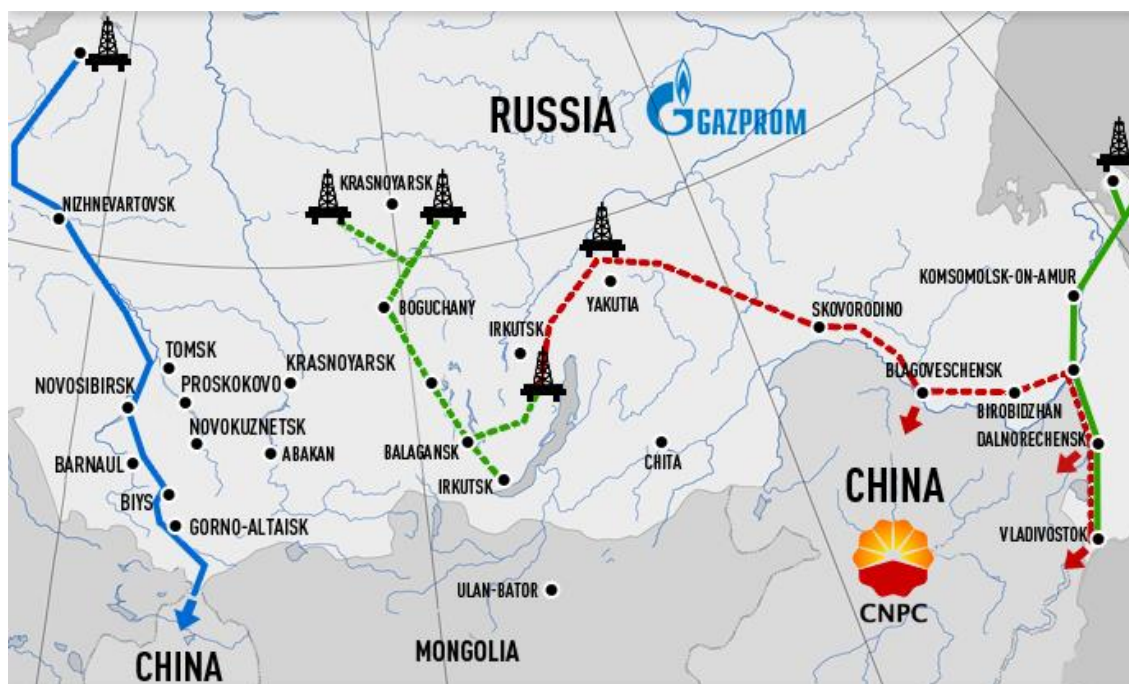 RUSSIA
GAZPROM
NIZHNEVARTOVSK
KRASNOYARSK
KOMSOMOLSK-ON-AMUR
YAKUTIA
BOGUCHANY
SKOVORODINO
IRKUTSK
TOMSK
KRASNOYARSK
NOVOSIBIRSK
PROSKOKOVO
BLAGOVESCHENSK
BIROBIDZHAN
NOVOKUZNETSK
DALNORECHENSK
BARNAUL
ABAKAN
BALAGANSK
CHITA
IRKUTSK
CHINA
BIYS
GORNO-ALTAISK
VLADIVOSTOK
ULAN-BATOR
CNPC
MONGOLIA
CHINA